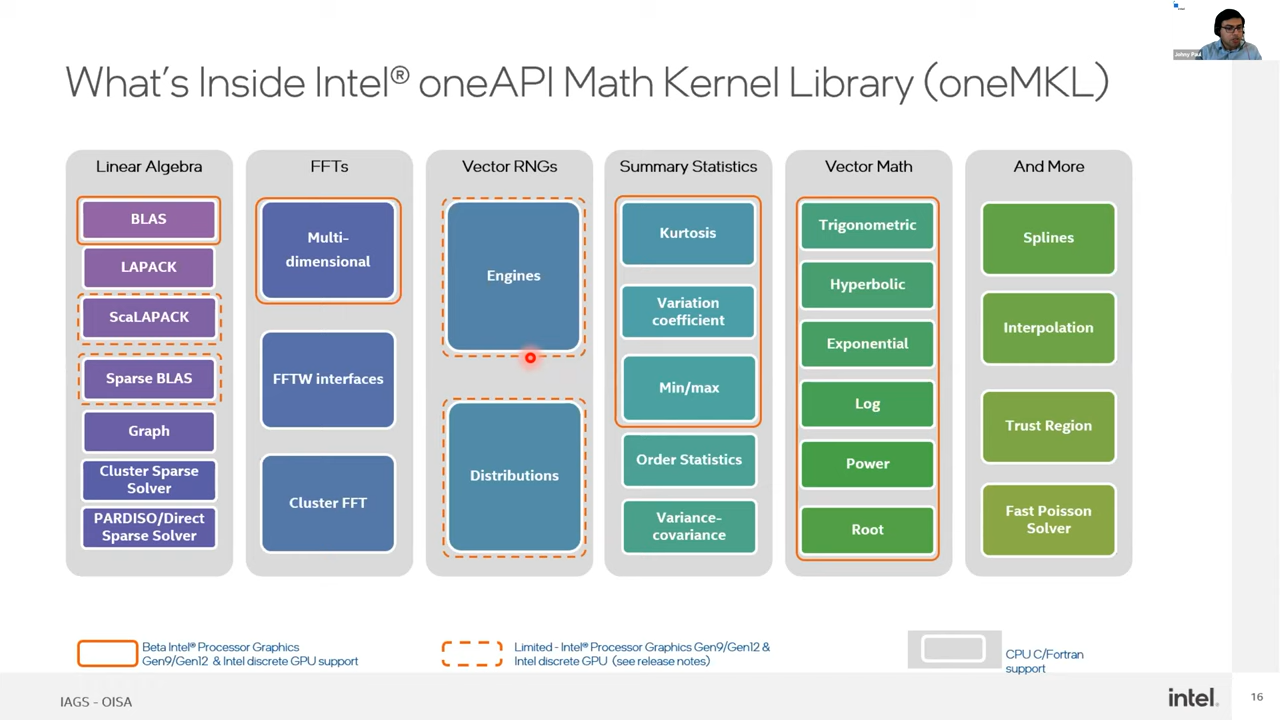 intel
Johny Paul
What's Inside Intel® oneAPI Math Kernel Library (oneMKL)
Linear Algebra
BLAS
LAPACK
ScaLAPACK
Sparse BLAS
Graph
Cluster Sparse
Solver
PARDISO/Direct
Sparse Solver
FFTs
Multi-
dimensional
FFTW interfaces
Cluster FFT
Vector RNGs
Engines
Distributions
Summary Statistics
Kurtosis
Variation
coefficient
Min/max
Order Statistics
Variance-
covariance
Vector Math
Trigonometric
Hyperbolic
Exponential
Log
Power
Root
And More
Splines
Interpolation
Trust Region
Fast Poisson
Solver
Beta Intel® Processor Graphics
Gen9/Gen12 & Intel discrete GPU support
Limited - Intel® Processor Graphics Gen9/Gen12 &
Intel discrete GPU (see release notes)
CPU C/Fortran
support
IAGS - OISA
intel.
16